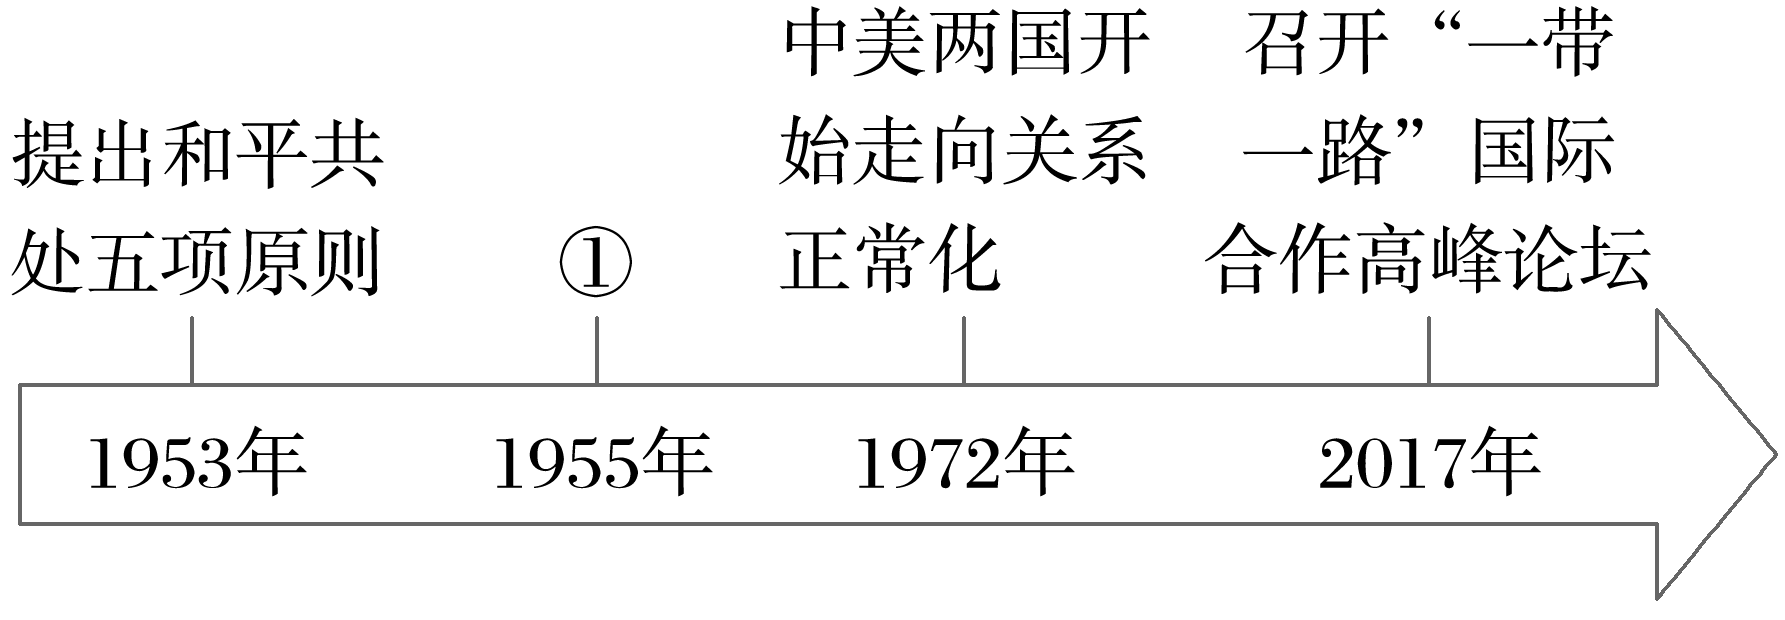 提出和平共
处五项原则
①
中美两国开
始走向关系
正常化
召开“一带
一路”国际
合作高峰论坛
1953年
1955年
1972年
2017年